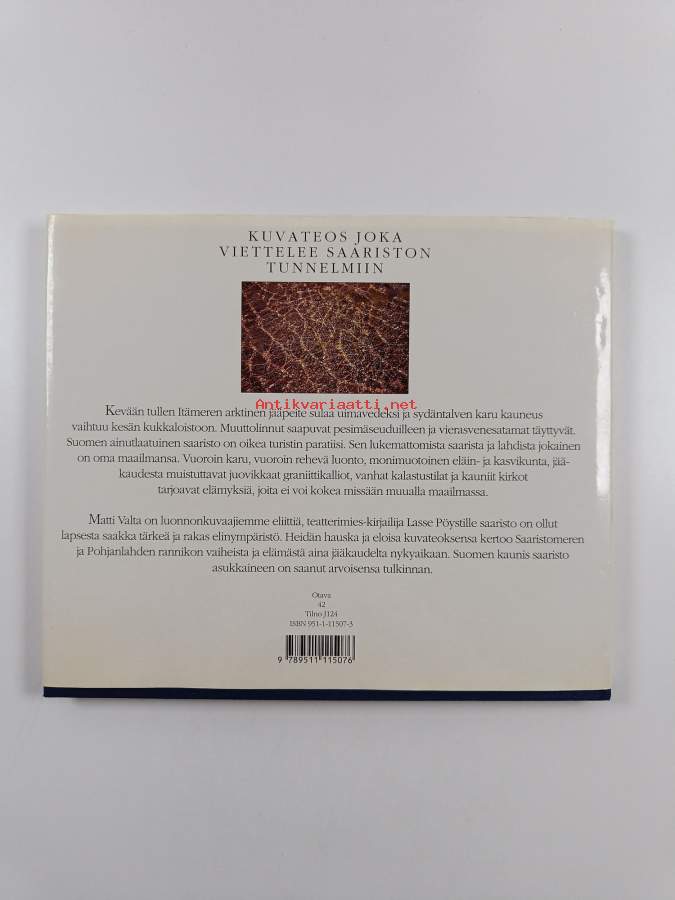 KUVATEOS JOKA
VIETTELEE SAARISTON
TUNNELMIIN
Antikvariaatti.net
Kevään tullen Itämeren arktinen jääpeite sulaa uimavedeksi ja sydäntalven karu kauneus
vaihtuu kesän kukkaloistoon. Muuttolinnut saapuvat pesimäseuduilleen ja vierasvenesatamat täyttyvät.
Suomen ainutlaatuinen saaristo on oikea turistin paratiisi. Sen lukemattomista saarista ja lahdista jokainen
on oma maailmansa. Vuoroin karu, vuoroin rehevä luonto, monimuotoinen eläin- ja kasvikunta, jää-
kaudesta muistuttavat juovikkaat graniittikalliot, vanhat kalastustilat ja kauniit kirkot
tarjoavat elämyksiä, joita ei voi kokea missään muualla maailmassa.
Matti Valta on luonnonkuvaajiemme eliittiä, teatterimies-kirjailija Lasse Pöystille saaristo on ollut
lapsesta saakka tärkeä ja rakas elinympäristö. Heidän hauska ja eloisa kuvateoksensa kertoo Saaristomeren
ja Pohjanlahden rannikon vaiheista ja elämästä aina jääkaudelta nykyaikaan. Suomen kaunis saaristo
asukkaineen on saanut arvoisensa tulkinnan.
Otava
42
Tilno J124
ISBN 951-1-11507-3
9 789511 115076